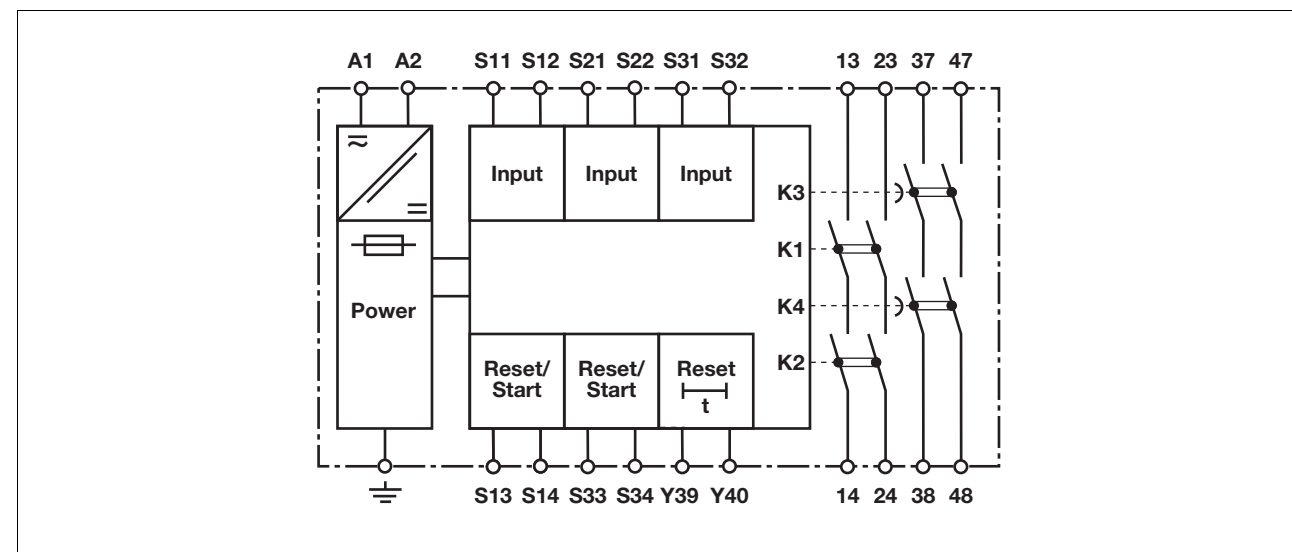 A1 A2 S11 S12 S21 S22 S31 S32 13 23 37 47
Input Input Input
K3
K1
K4
Power
K2
Reset/ Reset/ Reset
Start Start t
S13 S14 S33 S34 Y39 Y40 14 24 38 48